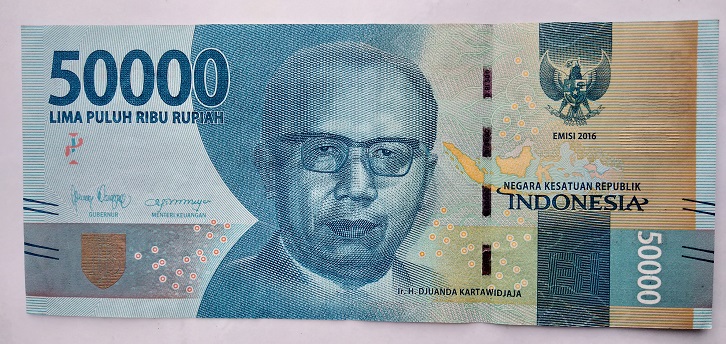 50000
LIMA PULUH RIBU RUPIAH
EMISI 2016
NEGARA KESATUAN REPUBLIK
INDONESIA
GUBERNUR
MENTERI KEUANGAN
Ir. H. DJUANDA KARTAWIDJAJA
50000